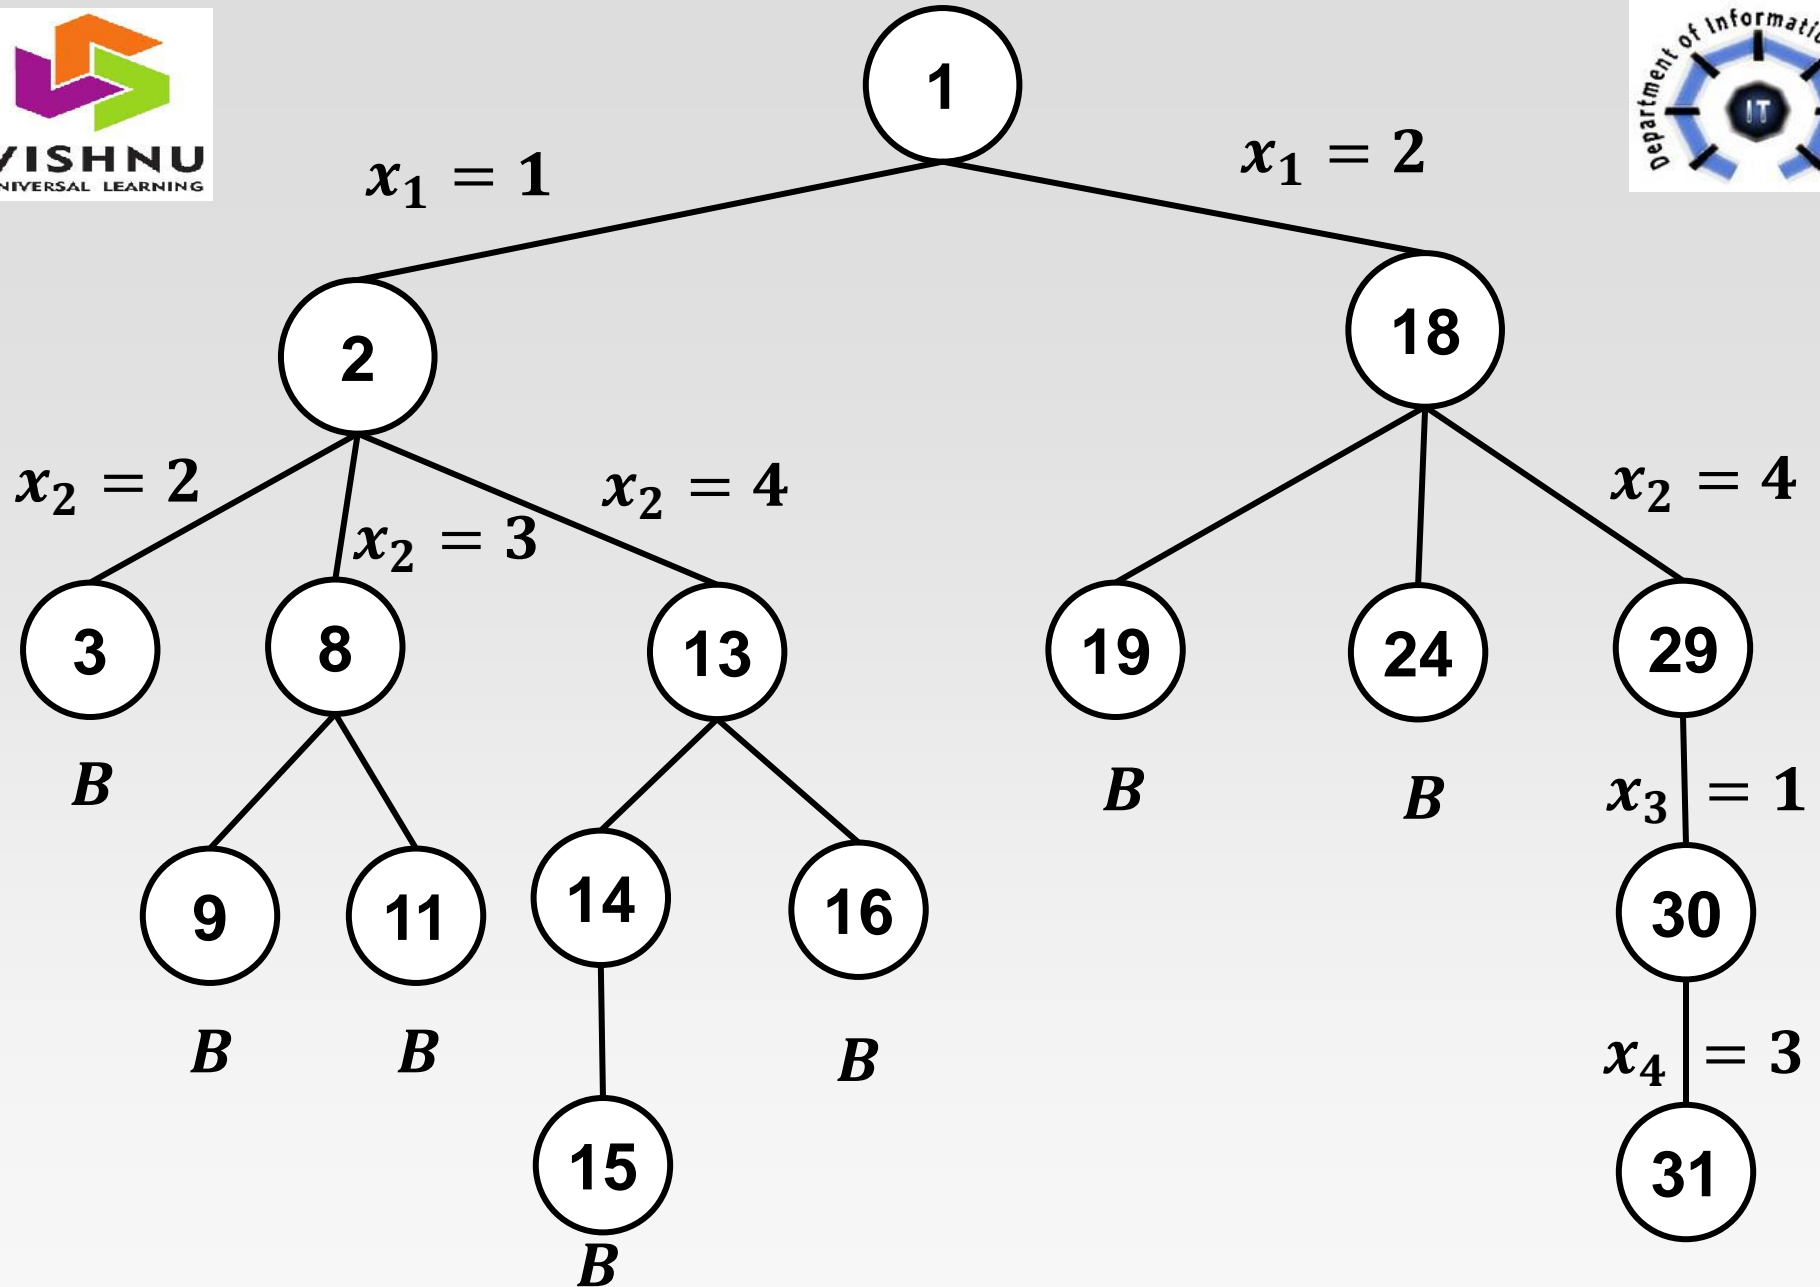 VISHNU
UNIVERSAL LEARNING
Department of Informati
IT
1
x₁ = 1
x₁ = 2
2
18
x₂ = 2
x₂ = 3
x₂ = 4
x₂ = 4
3
8
13
19
24
29
B
B
B
x₃ = 1
9
11
14
16
30
B
B
B
x₄ = 3
15
31
B